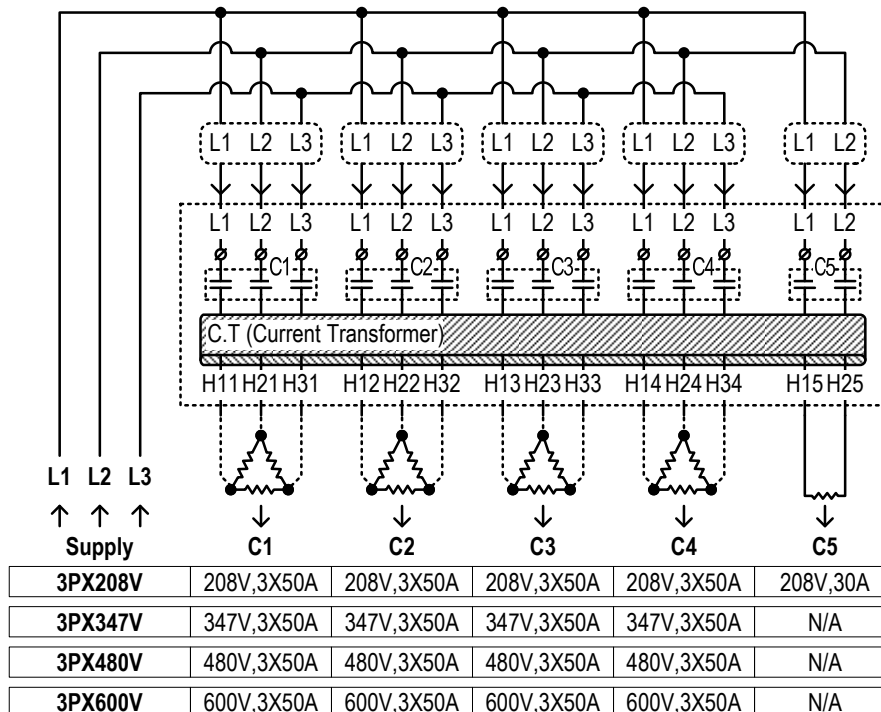 L1 L2 L3 L1 L2 L3 L1 L2 L3 L1 L2 L3 L1 L2
L1 L2 L3 L1 L2 L3 L1 L2 L3 L1 L2 L3 L1 L2
C1 C2 C3 C4 C5
C.T (Current Transformer)
H11 H21 H31 H12 H22 H32 H13 H23 H33 H14 H24 H34 H15 H25
L1 L2 L3
Supply C1 C2 C3 C4 C5
3PX208V 208V,3X50A 208V,3X50A 208V,3X50A 208V,3X50A 208V,30A
3PX347V 347V,3X50A 347V,3X50A 347V,3X50A 347V,3X50A N/A
3PX480V 480V,3X50A 480V,3X50A 480V,3X50A 480V,3X50A N/A
3PX600V 600V,3X50A 600V,3X50A 600V,3X50A 600V,3X50A N/A